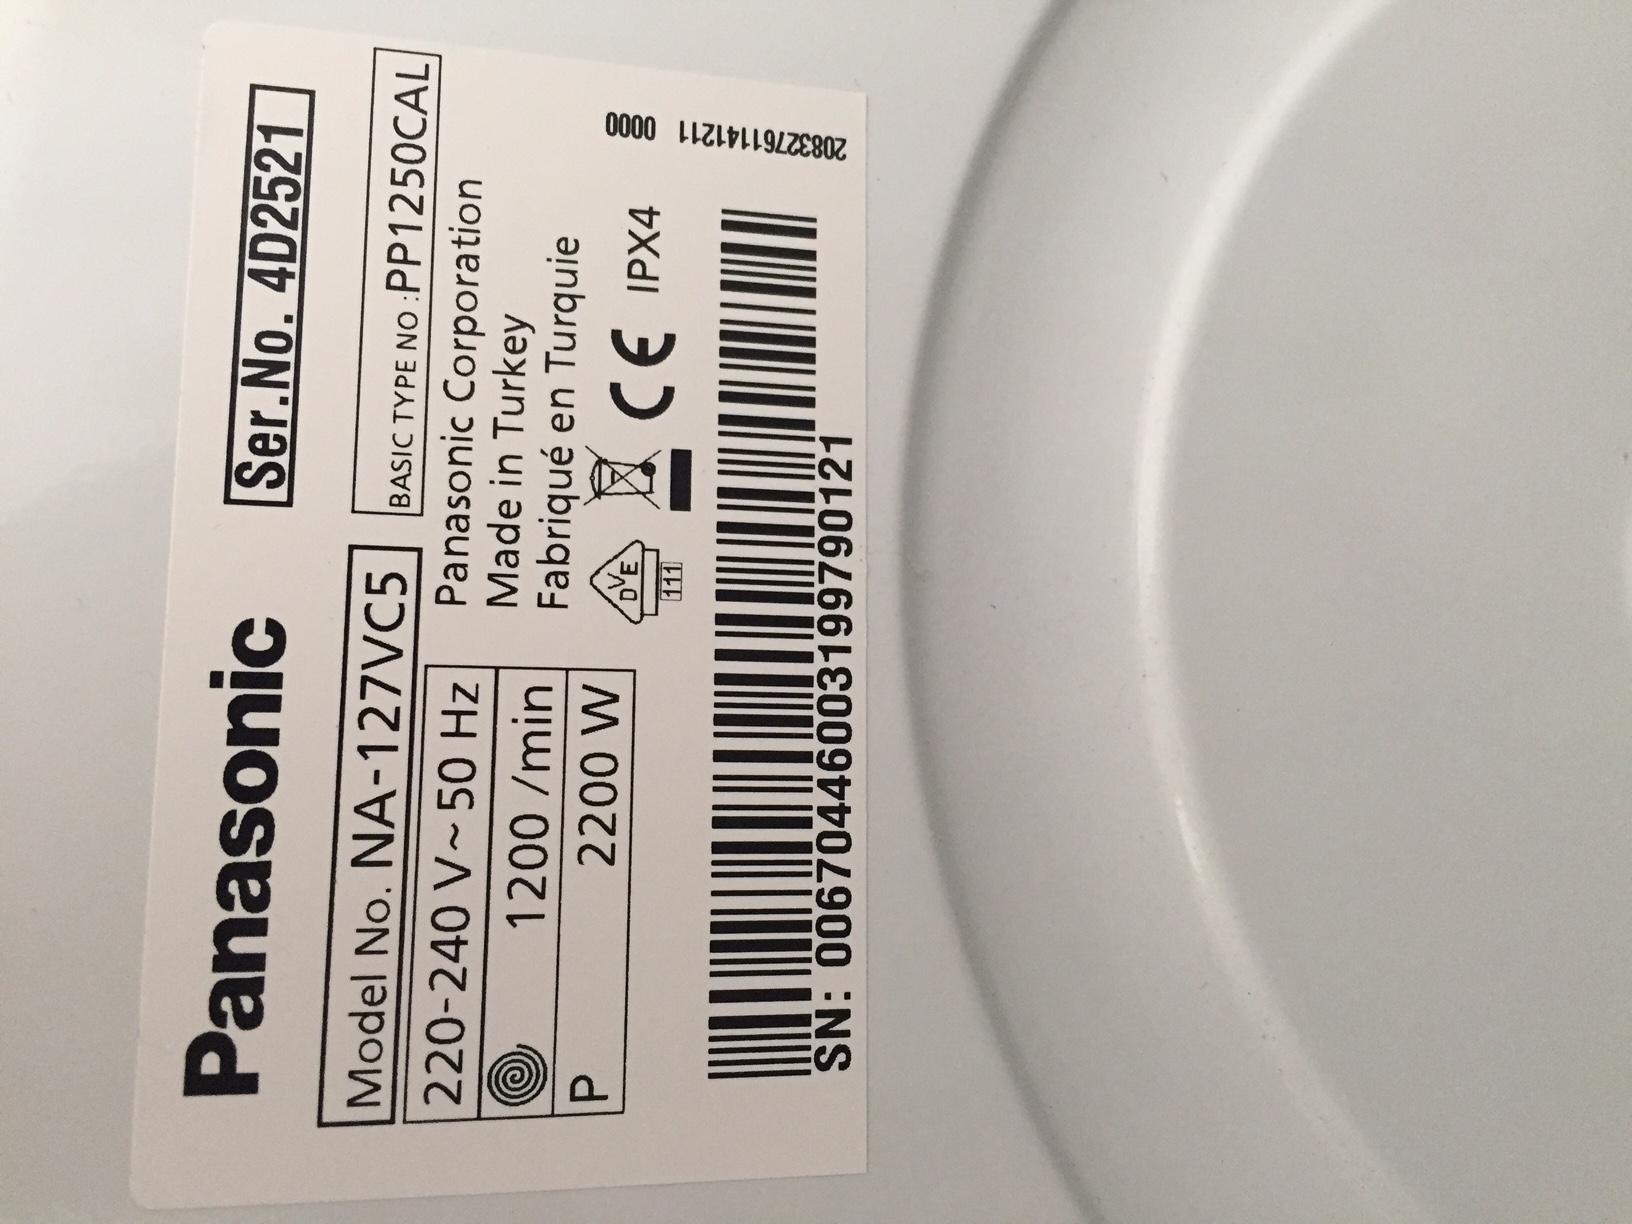 Panasonic
Ser.No. 4D2521
Model No. NA-127VC5
BASIC TYPE NO :PP1250CAL
220-240 V~ 50 Hz
1200 /min
P 2200 W
Panasonic Corporation
Made in Turkey
Fabriqué en Turquie
DVE
111
CE
IPX4
20832761141211 0000
SN: 00670446003199790121